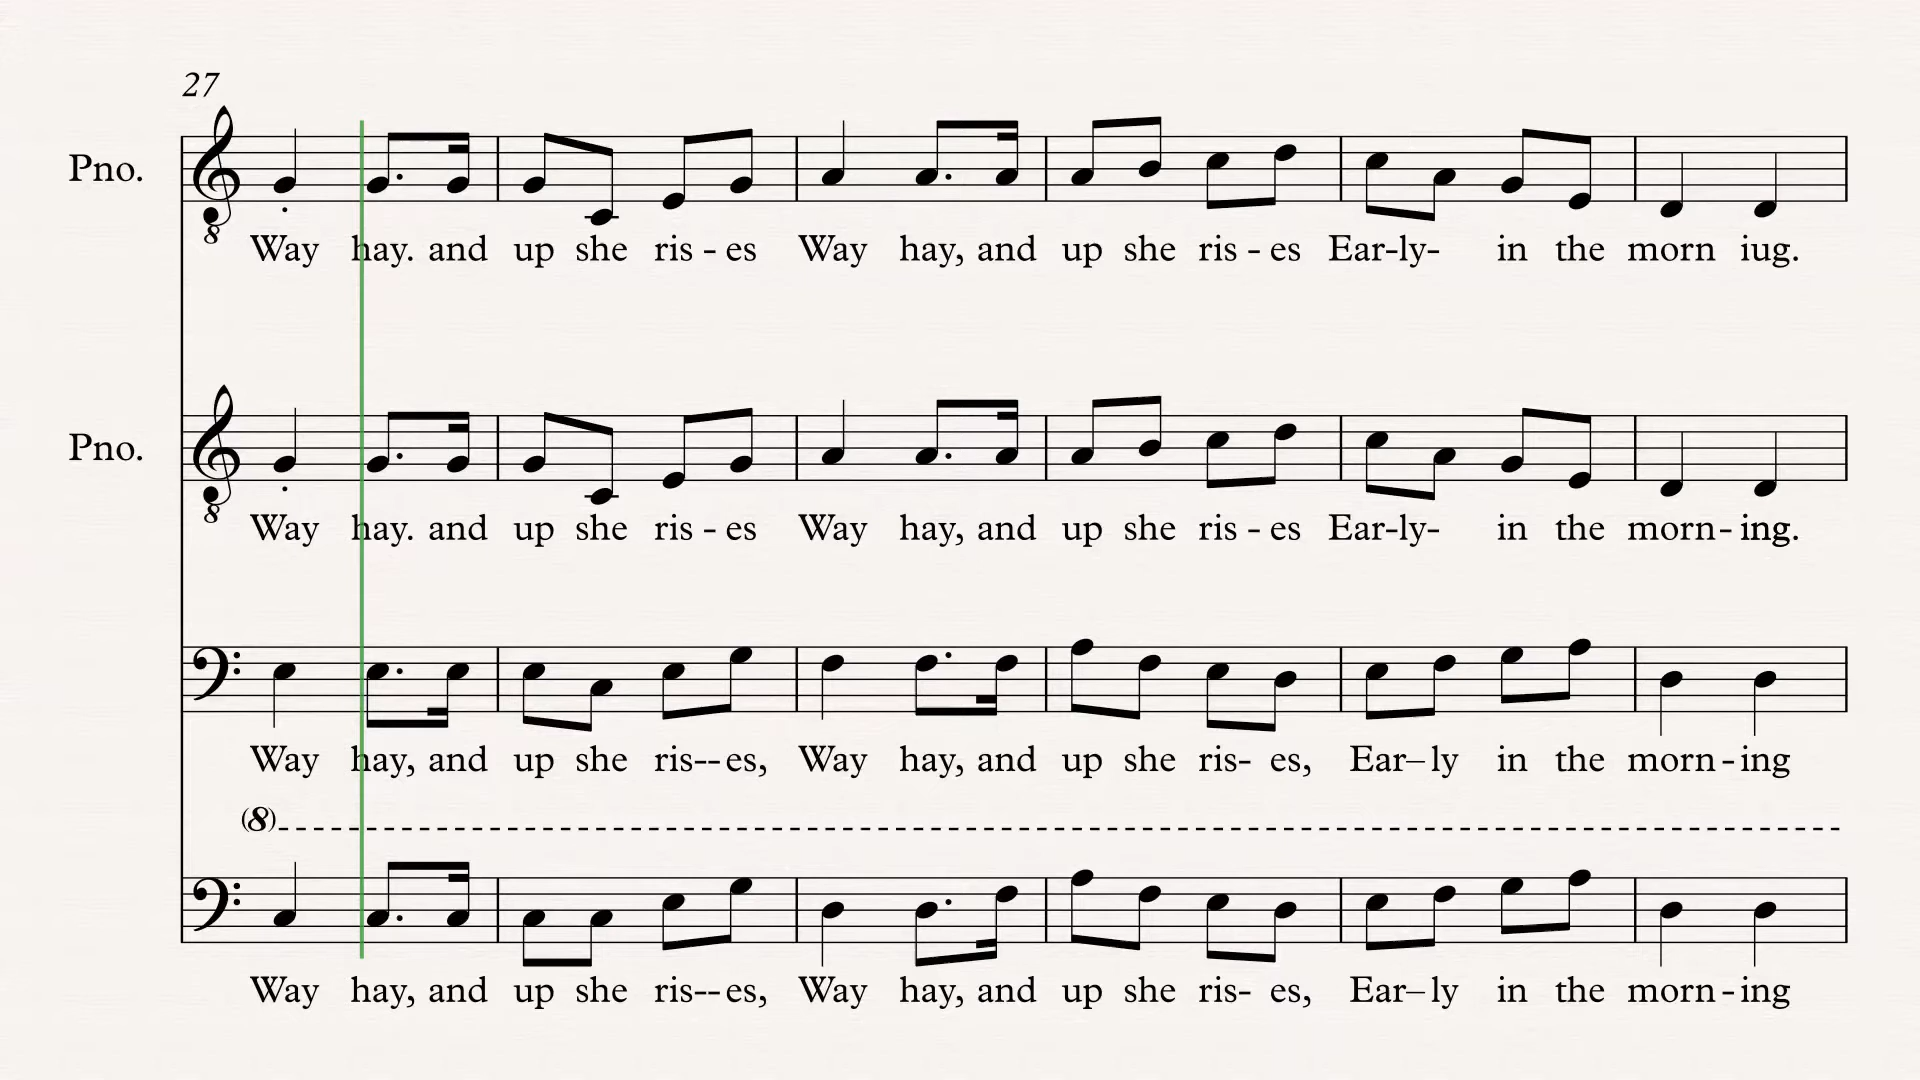 27
Pno.
8
Way hay. and up she ris - es Way hay, and up she ris - es Ear-ly- in the morn iug.
Pno.
8
Way hay. and up she ris - es Way hay, and up she ris - es Ear-ly- in the morn- ing.
Way hay, and up she ris-- es, Way hay, and up she ris- es, Ear– ly in the morn - ing
(8)
Way hay, and up she ris-- es, Way hay, and up she ris- es, Ear– ly in the morn - ing